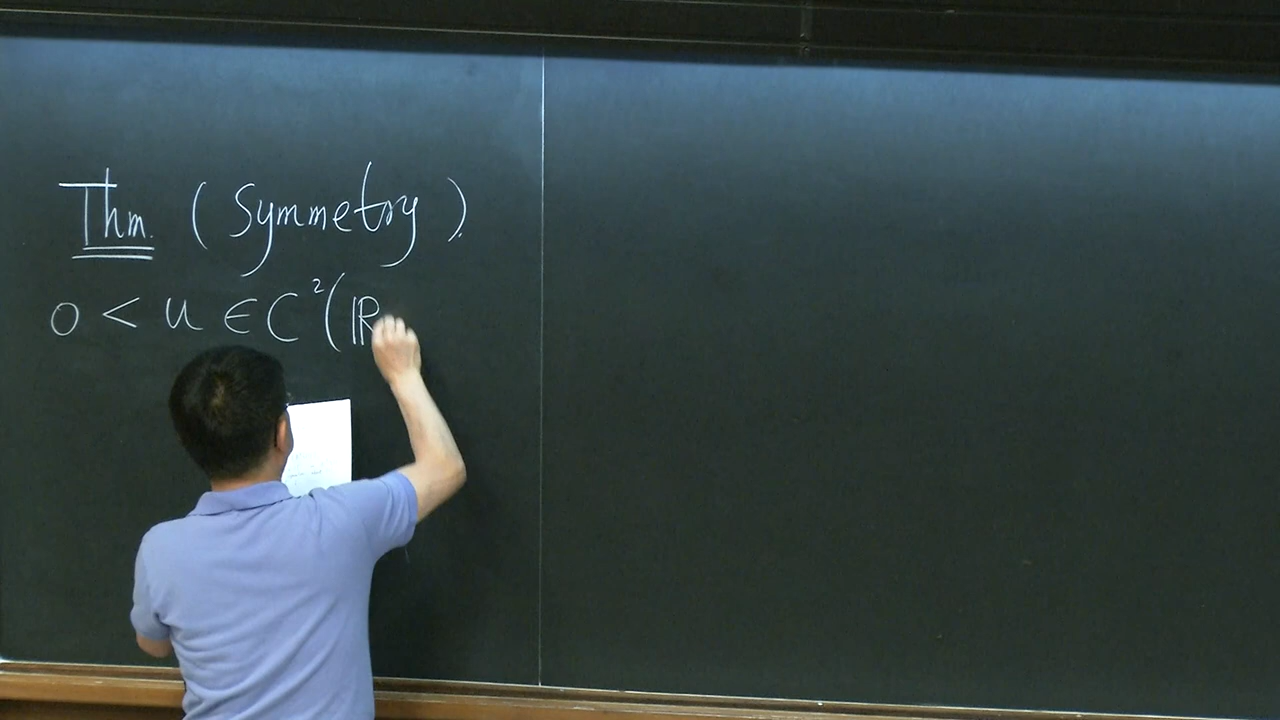 Thm. (Symmetry).
0 < u ∈ C²(ℝ